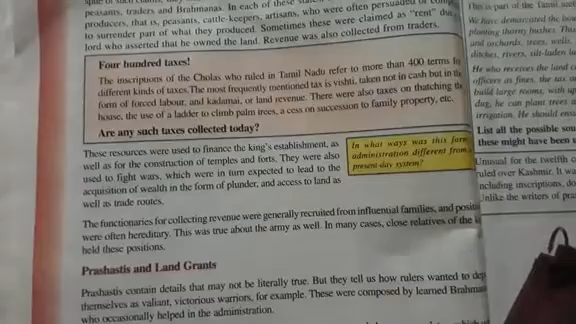 peasants, traders and Brahmanas. In each of these
producers, that is, peasants, cattle-keepers, artisans, who were often persuaded or
to surrender part of what they produced. Sometimes these were claimed as "rent" due
lord who asserted that he owned the land. Revenue was also collected from traders.
Four hundred taxes!
The inscriptions of the Cholas who ruled in Tamil Nadu refer to more than 400 terms
different kinds of taxes. The most frequently mentioned tax is vishti, taken not in cash but in the
form of forced labour, and kadamai, or land revenue. There were also taxes on thatching the
house, the use of a ladder to climb palm trees, a cess on succession to family property, etc.
Are any such taxes collected today?
These resources were used to finance the king's establishment, as
well as for the construction of temples and forts. They were also
used to fight wars, which were in turn expected to lead to the
acquisition of wealth in the form of plunder, and access to land as
well as trade routes.
In what ways was this form
administration different from
present-day system?
The functionaries for collecting revenue were generally recruited from influential families, and
were often hereditary. This was true about the army as well. In many cases, close relatives of the
held these positions.
Prashastis and Land Grants
Prashastis contain details that may not be literally true. But they tell us how rulers wanted to
themselves as valiant, victorious warriors, for example. These were composed by learned
who occasionally helped in the administration.
This is part of the Tamil
We have demarcated the
planting thorny bushes.
and orchards, trees, wells,
ditches, rivers, silt-laden
He who receives the land
officers as fines, the tax
build large rooms, with
dug, he can plant trees
irrigation. He should
List all the possible
these might have been
Unusual for the twelfth
ruled over Kashmir. It
including inscriptions,
Unlike the writers of